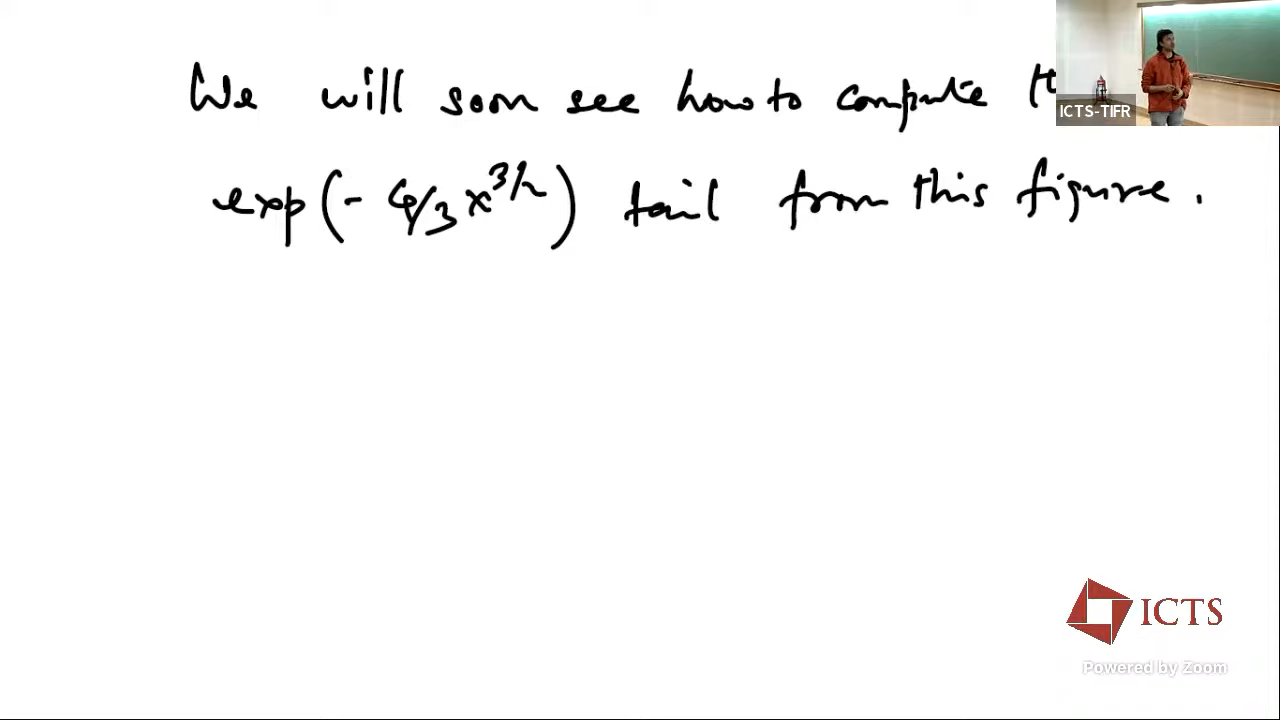 We will soon see how to compute
exp(- 4/3 x^{3/2}) tail from this figure.
ICTS-TIFR
ICTS
Powered by Zoom